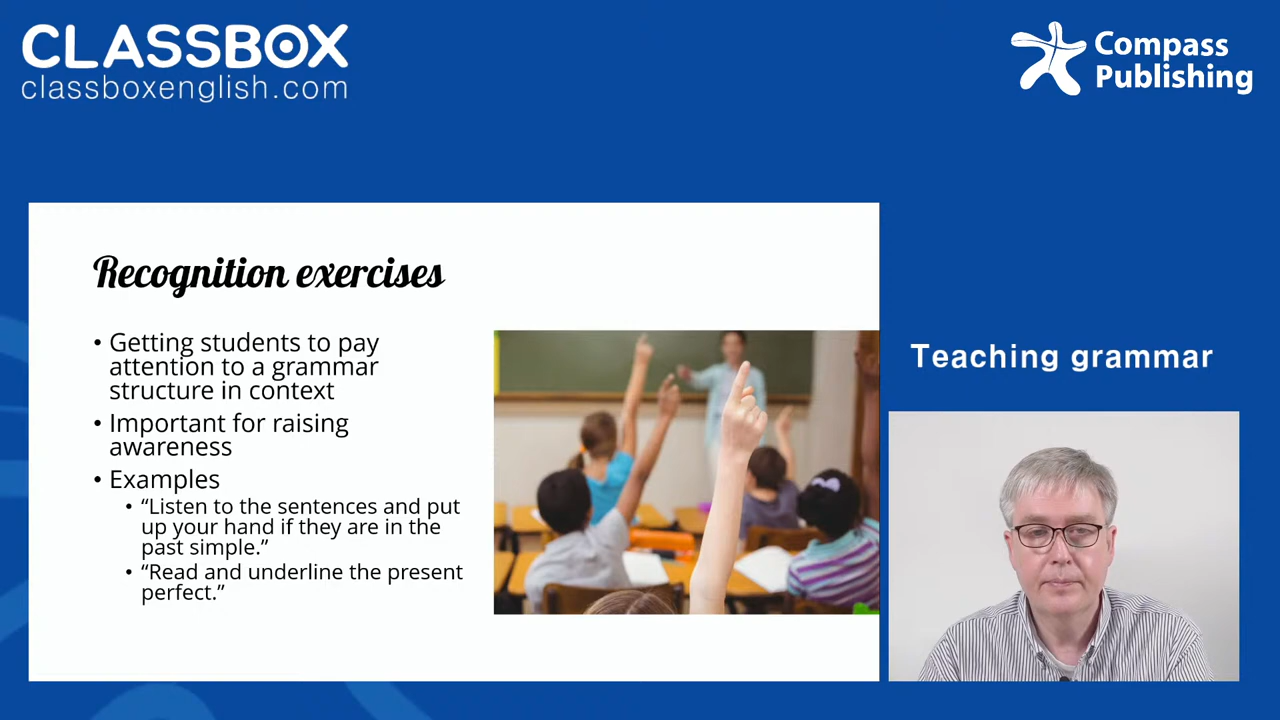 CLASSBOX
classboxenglish.com
Compass
Publishing
Recognition exercises
• Getting students to pay
attention to a grammar
structure in context
• Important for raising
awareness
• Examples
• “Listen to the sentences and put
up your hand if they are in the
past simple.”
• “Read and underline the present
perfect.”
Teaching grammar